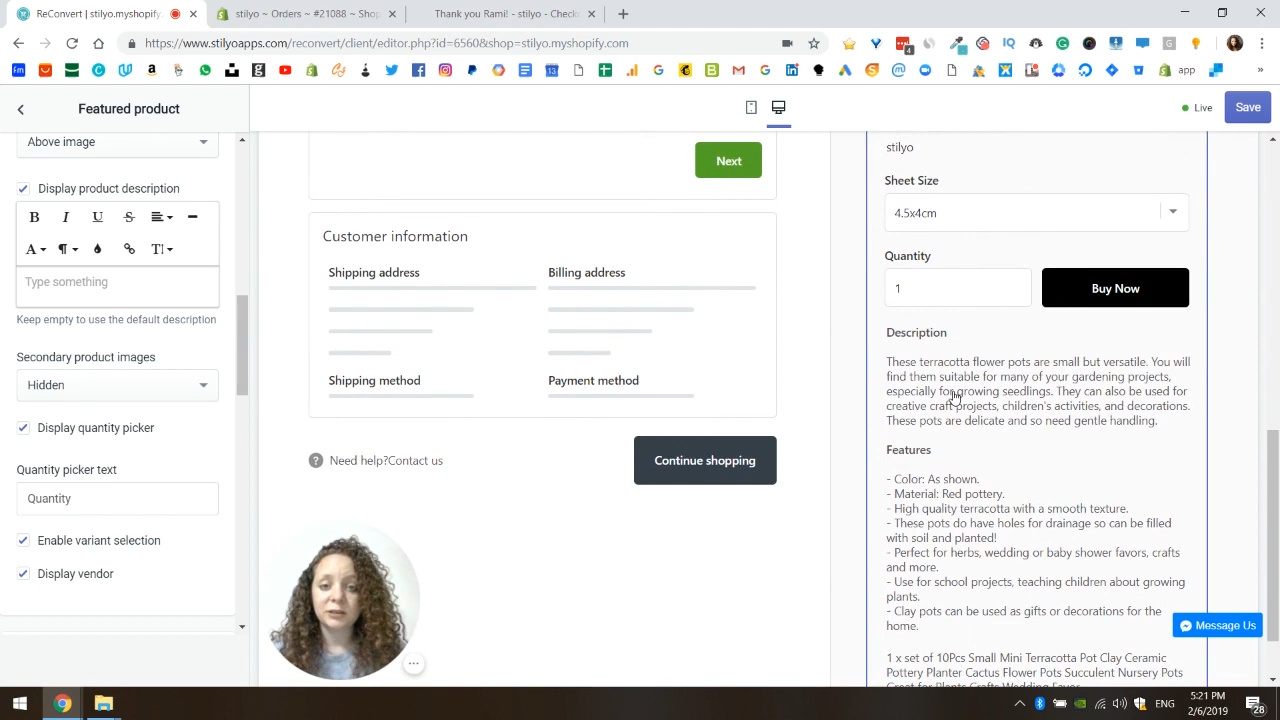 ReConvert | stilyo.myshopify.
stilyo ~ Orders ~ #21088 ~ Shop
Thank you Rami! - stilyo - Check
https://www.stilyoapps.com/reconvert/client/editor.php?id=6560&shop=stilyo.myshopify.com
app
Featured product
Live
Save
Above image
Display product description
B I U S
A ¶ T
Type something
Keep empty to use the default description
Secondary product images
Hidden
Display quantity picker
Quantity picker text
Quantity
Enable variant selection
Display vendor
Next
Customer information
Shipping address
Billing address
Shipping method
Payment method
Need help?Contact us
Continue shopping
stilyo
Sheet Size
4.5x4cm
Quantity
1
Buy Now
Description
These terracotta flower pots are small but versatile. You will
find them suitable for many of your gardening projects,
especially for growing seedlings. They can also be used for
creative craft projects, children's activities, and decorations.
These pots are delicate and so need gentle handling.
Features
- Color: As shown.
- Material: Red pottery.
- High quality terracotta with a smooth texture.
- These pots do have holes for drainage so can be filled
with soil and planted!
- Perfect for herbs, wedding or baby shower favors, crafts
and more.
- Use for school projects, teaching children about growing
plants.
- Clay pots can be used as gifts or decorations for the
home.
1 x set of 10Pcs Small Mini Terracotta Pot Clay Ceramic
Pottery Planter Cactus Flower Pots Succulent Nursery Pots
Great for Plants Crafts Wedding Favor
Message Us
ENG
5:21 PM
2/6/2019
28